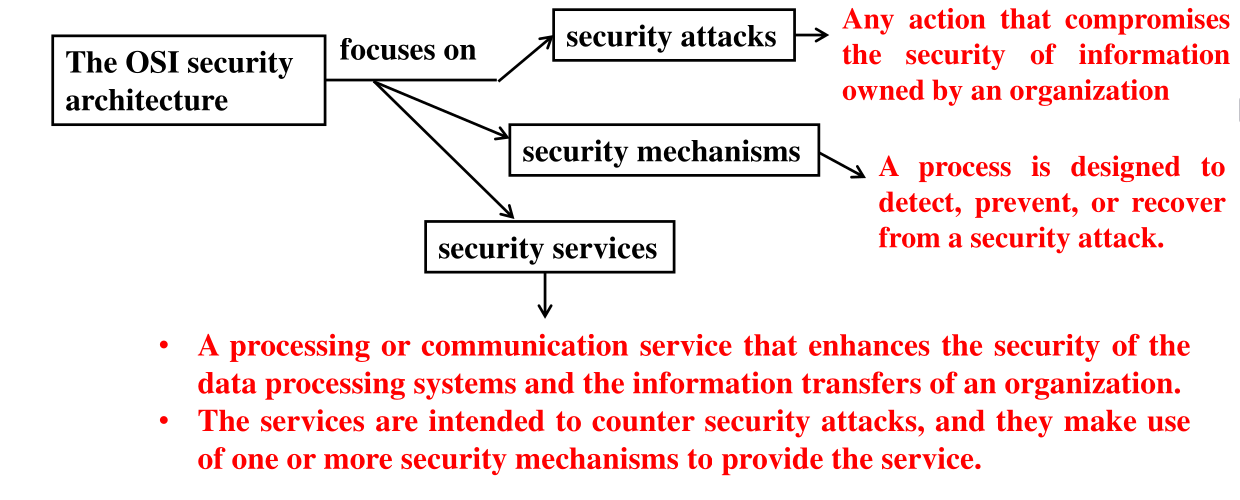 The OSI security
architecture
focuses on
security attacks
Any action that compromises
the security of information
owned by an organization
security mechanisms
A process is designed to
detect, prevent, or recover
from a security attack.
security services
• A processing or communication service that enhances the security of the
data processing systems and the information transfers of an organization.
• The services are intended to counter security attacks, and they make use
of one or more security mechanisms to provide the service.